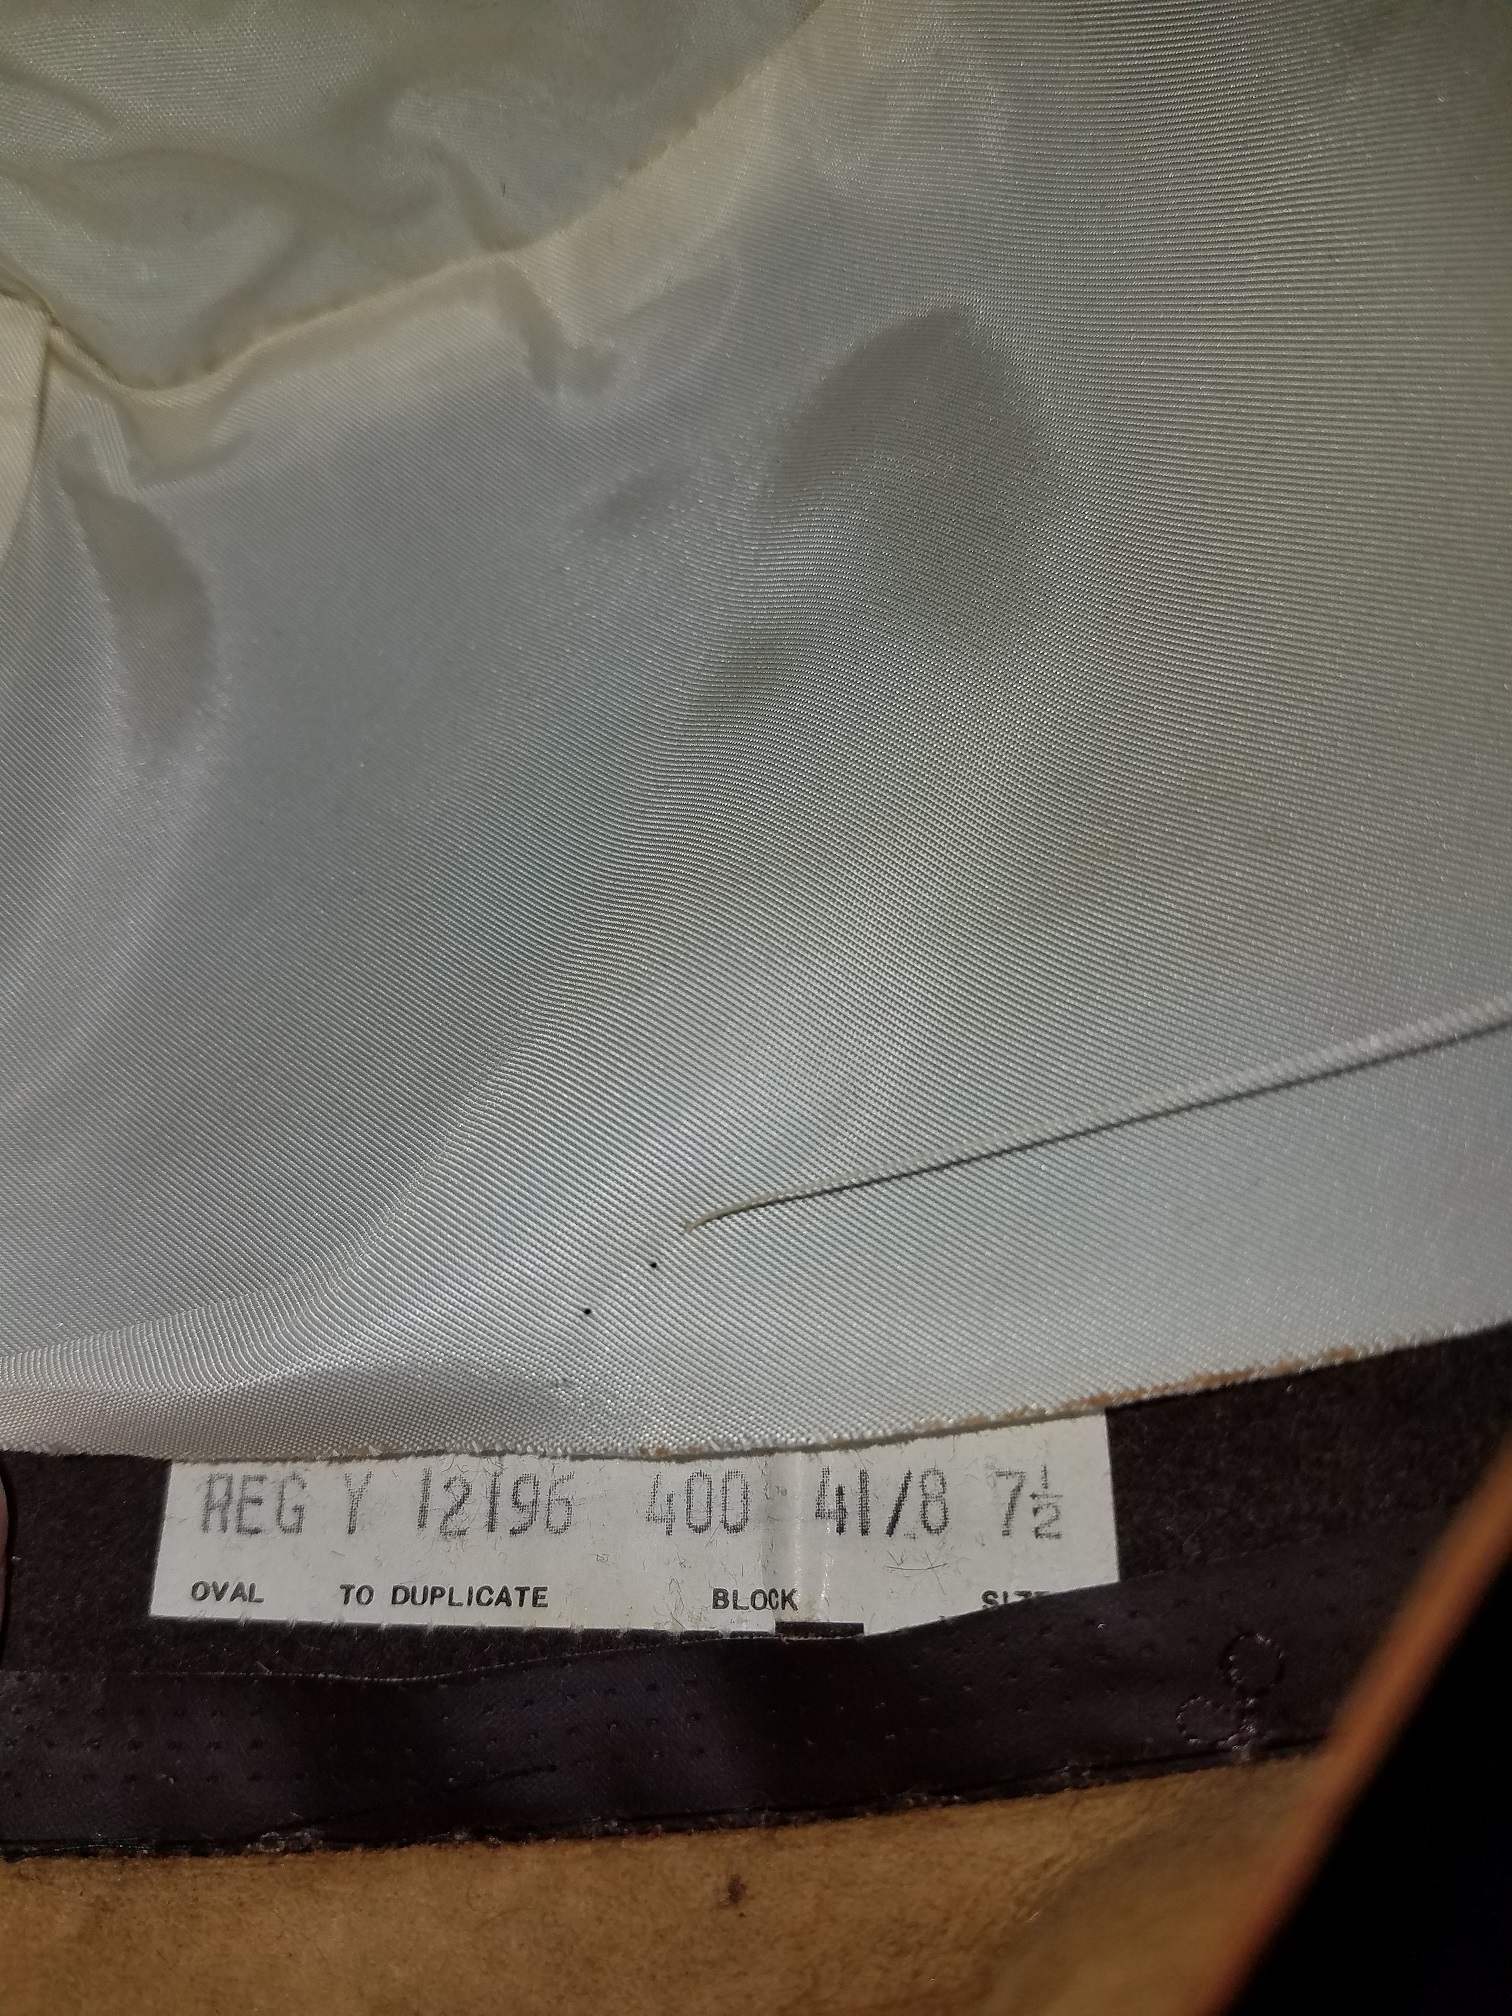 REG Y 12196 400 41/8 7½
OVAL TO DUPLICATE BLOCK